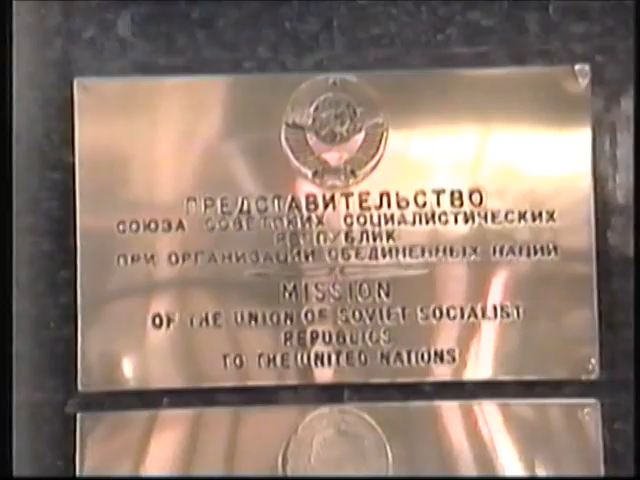 ПРЕДСТАВИТЕЛЬСТВО
СОЮЗА СОВЕТСКИХ СОЦИАЛИСТИЧЕСКИХ
РЕСПУБЛИК
ПРИ ОРГАНИЗАЦИИ ОБЪЕДИНЕННЫХ НАЦИЙ
MISSION
OF THE UNION OF SOVIET SOCIALIST
REPUBLICS
TO THE UNITED NATIONS